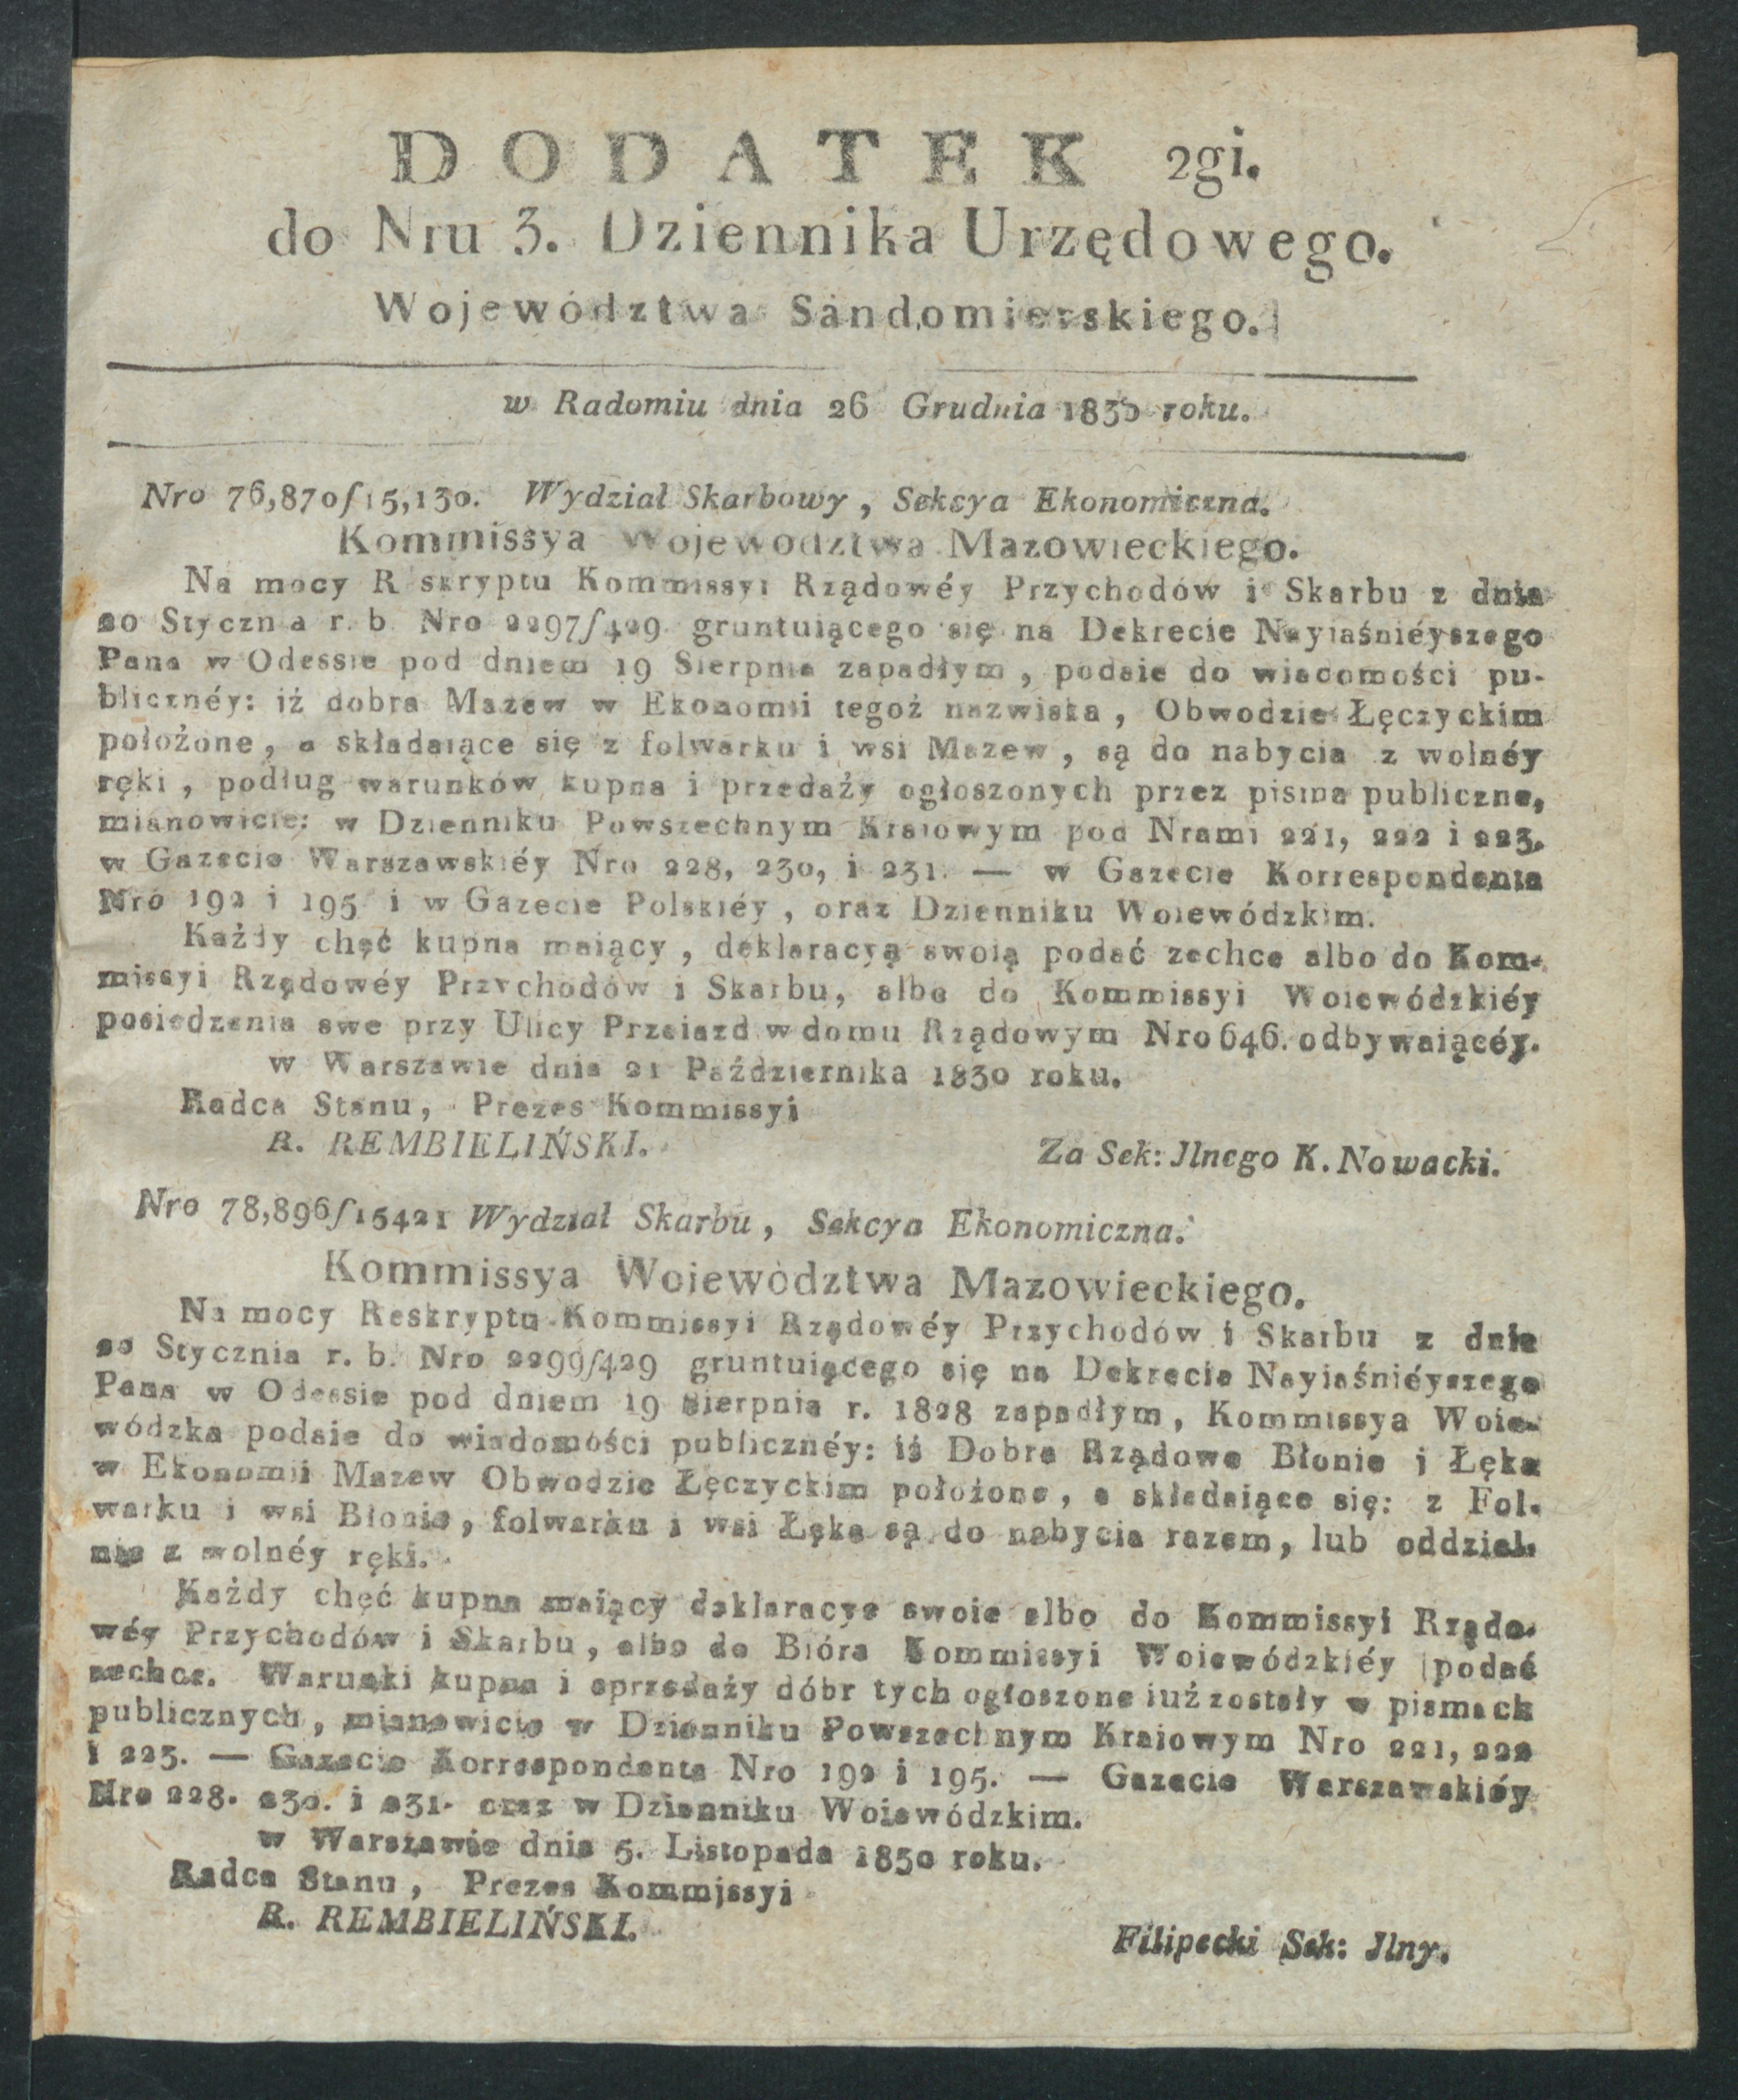 DODATEK 2gi.
do Nru 3. Dziennika Urzędowego.
Województwa Sandomierskiego.
w Radomiu dnia 26 Grudnia 1830 roku.
Nro 76,870/15,130. Wydział Skarbowy, Sekcya Ekonomiczna.
Kommissya Wojewodztwa Mazowieckiego.
Na mocy R skryptu Kommissyi Rządowéy Przychodów i Skarbu z dnia
20 Stycznia r. b. Nro 2297/429 gruntuiącego się na Dekrecie Nayiaśniéyszego
Pana w Odessie pod dniem 19 Sierpnia zapadłym, podaie do wiadomości pu-
blicznéy: iż dobra Mazew w Ekonomii tegoż nazwiska, Obwodzie Łęczyckim
położone, a składaiące się z folwarku i wsi Mazew, są do nabycia z wolnéy
ręki, podług warunków kupna i przedaży ogłoszonych przez pisma publiczne,
mianowicie: w Dzienniku Powszechnym Kraiowym pod Nrami 221, 222 i 223.
w Gazecie Warszawskiéy Nro 228, 230, i 231. — w Gazecie Korrespondenta
Nro 192 i 195 i w Gazecie Polskiéy, oraz Dzienniku Woiewódzkim.
Każdy chęć kupna maiący, deklaracyą swoią podać zechce albo do Kom-
missyi Rządowéy Przychodów i Skarbu, albo do Kommissyi Woiewódzkiéy
posiedzenia swe przy Ulicy Przeiazd w domu Rządowym Nro 646. odbywaiącéy.
w Warszawie dnia 21 Października 1830 roku.
Radca Stanu, Prezes Kommissyi
R. REMBIELIŃSKI.
Za Sek: Jlnego K. Nowacki.
Nro 78,896/15421 Wydział Skarbu, Sekcya Ekonomiczna.
Kommissya Woiewództwa Mazowieckiego.
Na mocy Reskryptu Kommissyi Rządowéy Przychodów i Skarbu z dnia
20 Stycznia r. b. Nro 2299/429 gruntuiącego się na Dekrecie Nayiaśniéyszego
Pana w Odessie pod dniem 19 Sierpnia r. 1828 zapadłym, Kommissya Woie-
wódzka podaie do wiadomości publicznéy: iż Dobra Rządowe Błonie i Łęka
w Ekonomii Mazew Obwodzie Łęczyckim położone, a składaiące się: z Fol-
warku i wsi Błonie, folwarku i wsi Łęka są do nabycia razem, lub oddziel-
nie z wolnéy ręki.
Każdy chęć kupna maiący deklaracye swoie albo do Kommissyi Rządo-
wéy Przychodów i Skarbu, albo do Bióra Kommissyi Woiewódzkiéy podać
zechce. Warunki kupna i sprzedaży dóbr tych ogłoszone iuż zostały w pismach
publicznych, mianowicie w Dzienniku Powszechnym Kraiowym Nro 221, 222
i 223. — Gazecie Korrespondenta Nro 192 i 195. — Gazecie Warszawskiéy
Nro 228. 230. i 231. oraz w Dzienniku Woiewódzkim.
w Warszawie dnia 5. Listopada 1830 roku.
Radca Stanu, Prezes Kommjssyi
R. REMBIELIŃSKI.
Filipecki Sek: Jlny.